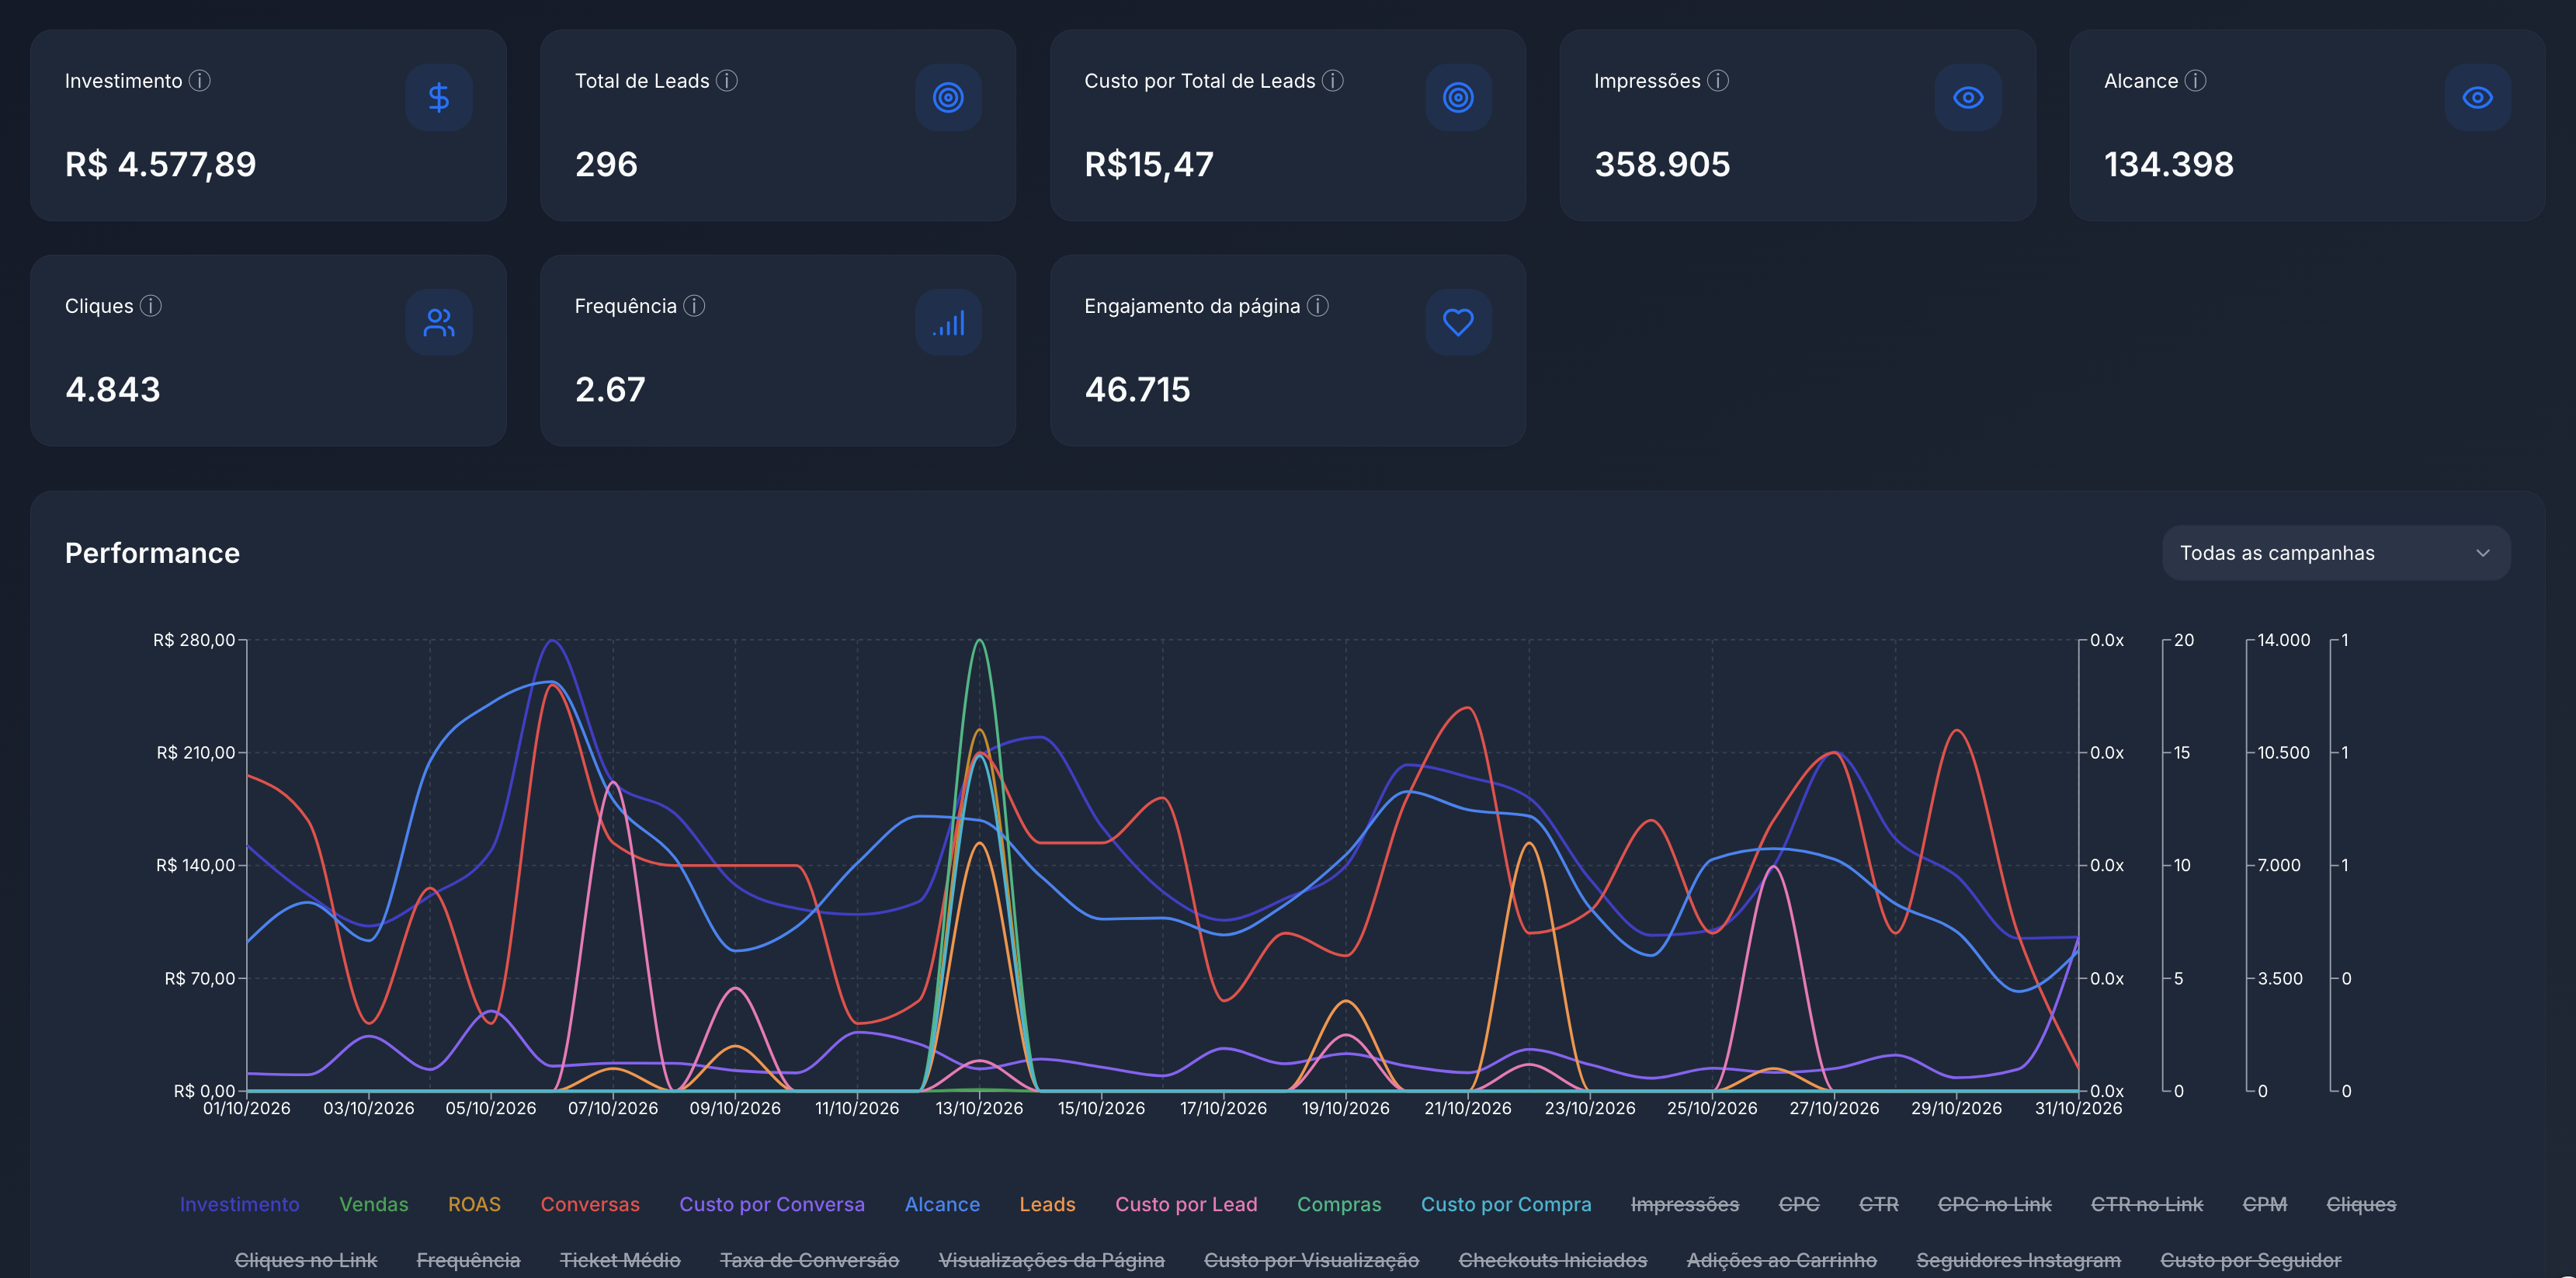 Investimento ⓘ
R$ 4.577,89
Total de Leads ⓘ
296
Custo por Total de Leads ⓘ
R$15,47
Impressões ⓘ
358.905
Alcance ⓘ
134.398
Cliques ⓘ
4.843
Frequência ⓘ
2.67
Engajamento da página ⓘ
46.715
Performance
Todas as campanhas
R$ 280,00
R$ 210,00
R$ 140,00
R$ 70,00
R$ 0,00
0.0x
0.0x
0.0x
0.0x
0.0x
20
15
10
5
0
14.000
10.500
7.000
3.500
0
1
1
1
0
0
01/10/2026 03/10/2026 05/10/2026 07/10/2026 09/10/2026 11/10/2026 13/10/2026 15/10/2026 17/10/2026 19/10/2026 21/10/2026 23/10/2026 25/10/2026 27/10/2026 29/10/2026 31/10/2026
Investimento Vendas ROAS Conversas Custo por Conversa Alcance Leads Custo por Lead Compras Custo por Compra Impressões CPC CTR CPC no Link CTR no Link CPM Cliques
Cliques no Link Frequência Ticket Médio Taxa de Conversão Visualizações da Página Custo por Visualização Checkouts Iniciados Adições ao Carrinho Seguidores Instagram Custo por Seguidor